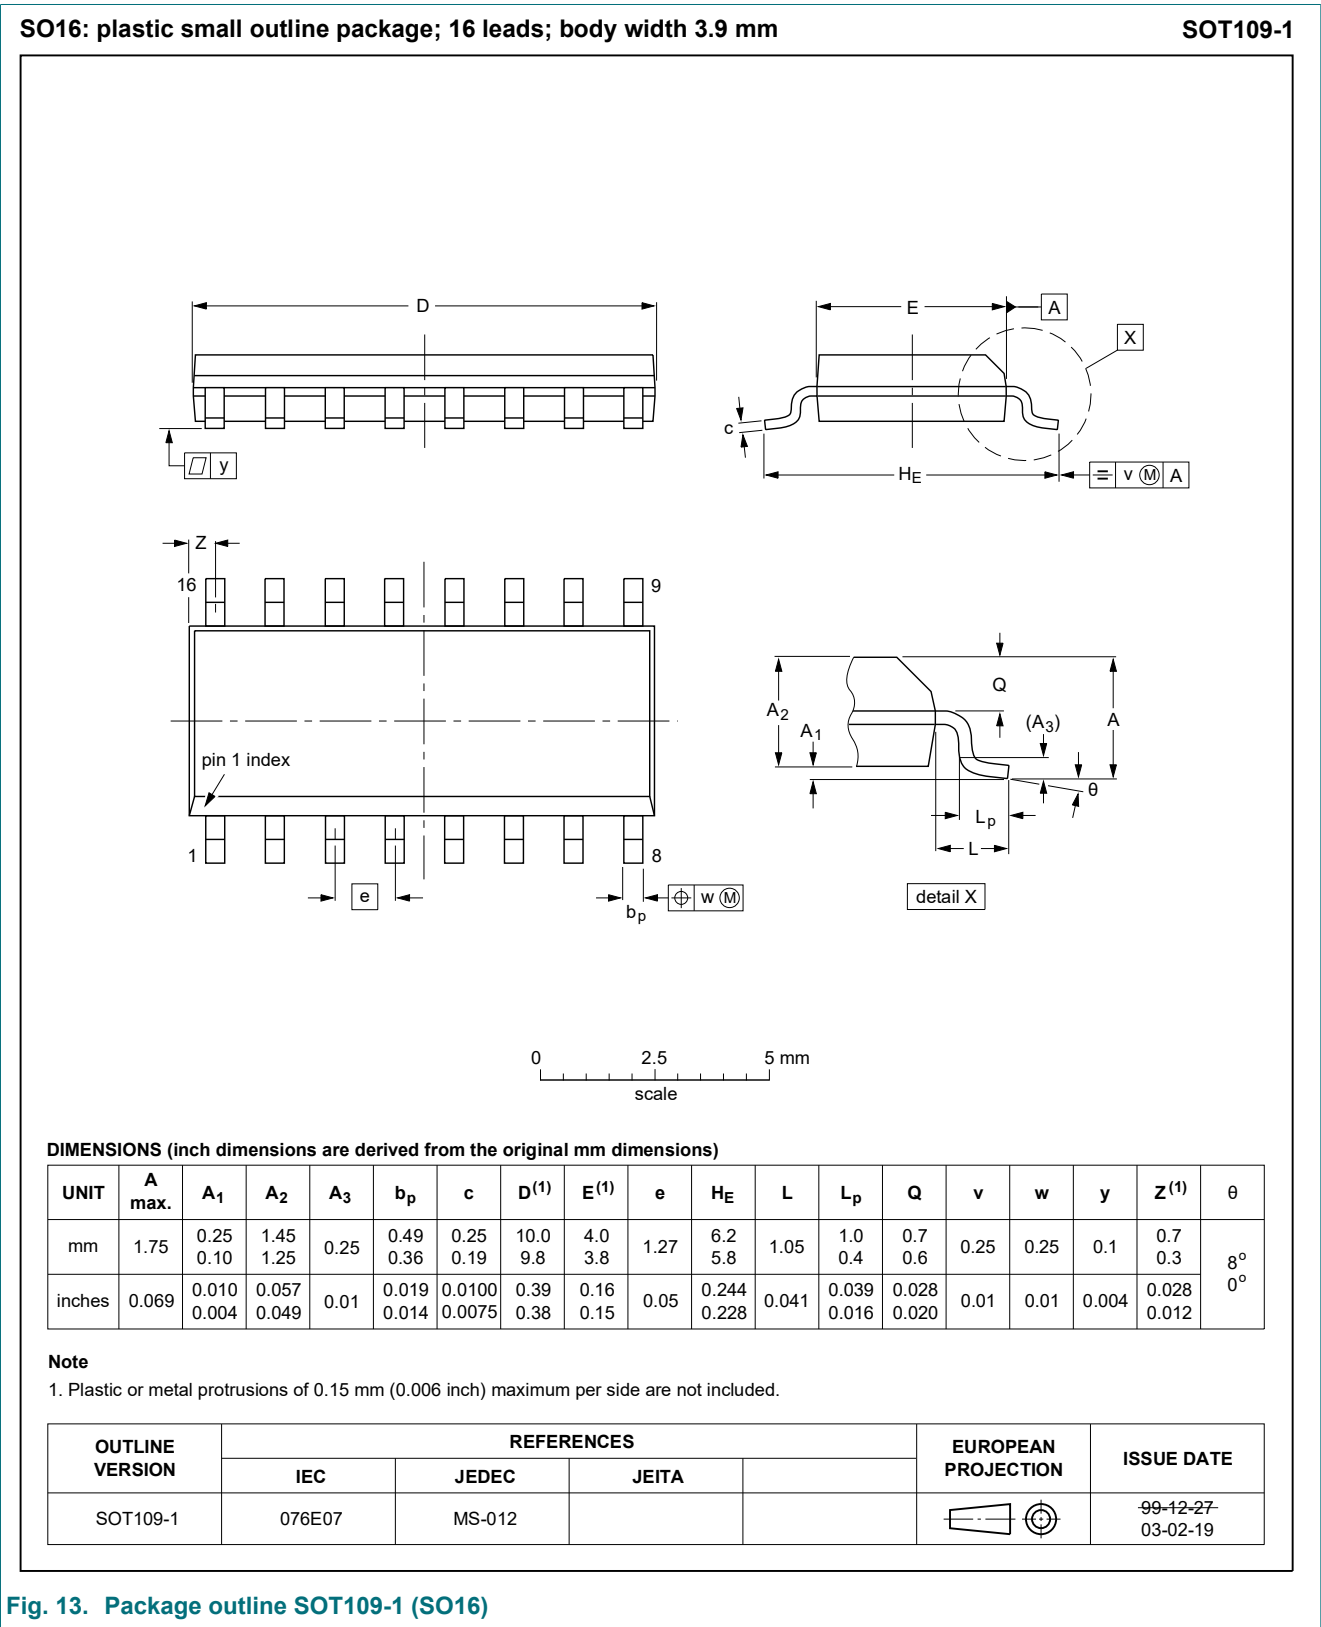 SO16: plastic small outline package; 16 leads; body width 3.9 mm SOT109-1
D
E A
X
c
y
HE v M A
Z
16 9
Q
A2
A1
(A3)
A
pin 1 index
θ
Lp
1 8
L
e
w M
bp
detail X
0 2.5 5 mm
scale
DIMENSIONS (inch dimensions are derived from the original mm dimensions)
UNIT A max. A1 A2 A3 bp c D(1) E(1) e HE L Lp Q v w y Z(1) θ
mm 1.75 0.25 0.10 1.45 1.25 0.25 0.49 0.36 0.25 0.19 10.0 9.8 4.0 3.8 1.27 6.2 5.8 1.05 1.0 0.4 0.7 0.6 0.25 0.25 0.1 0.7 0.3 8° 0°
inches 0.069 0.010 0.004 0.057 0.049 0.01 0.019 0.014 0.0100 0.0075 0.39 0.38 0.16 0.15 0.05 0.244 0.228 0.041 0.039 0.016 0.028 0.020 0.01 0.01 0.004 0.028 0.012
Note
1. Plastic or metal protrusions of 0.15 mm (0.006 inch) maximum per side are not included.
OUTLINE VERSION REFERENCES EUROPEAN PROJECTION ISSUE DATE
IEC JEDEC JEITA
SOT109-1 076E07 MS-012 99-12-27
03-02-19
Fig. 13. Package outline SOT109-1 (SO16)